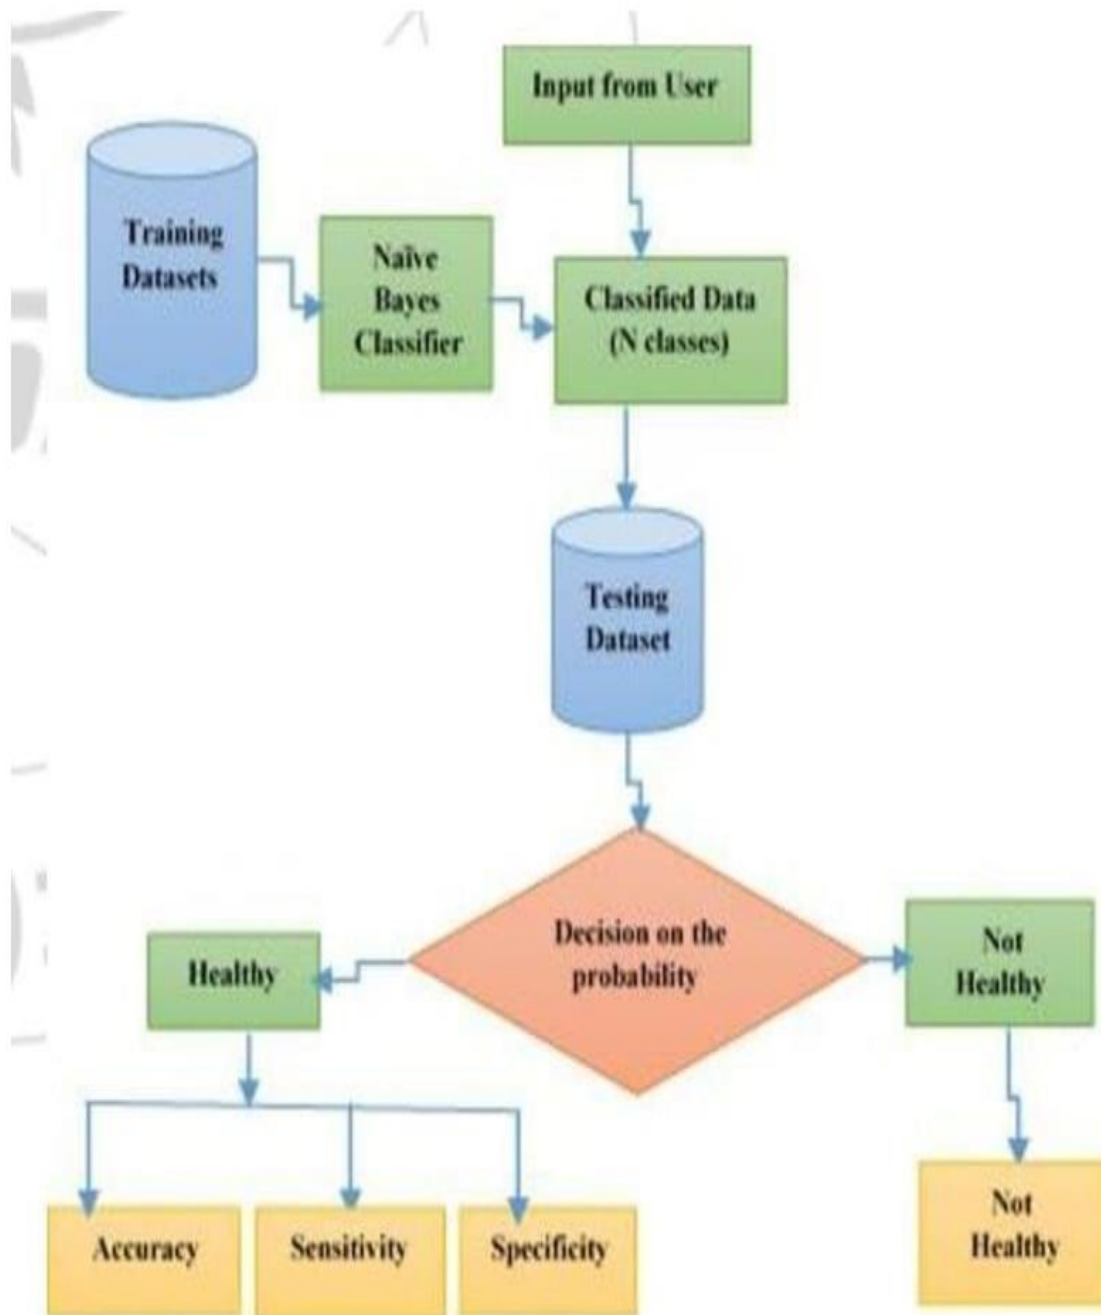 Input from User
Training
Datasets
Naïve
Bayes
Classifier
Classified Data
(N classes)
Testing
Dataset
Decision on the
probability
Healthy
Not
Healthy
Accuracy
Sensitivity
Specificity
Not
Healthy